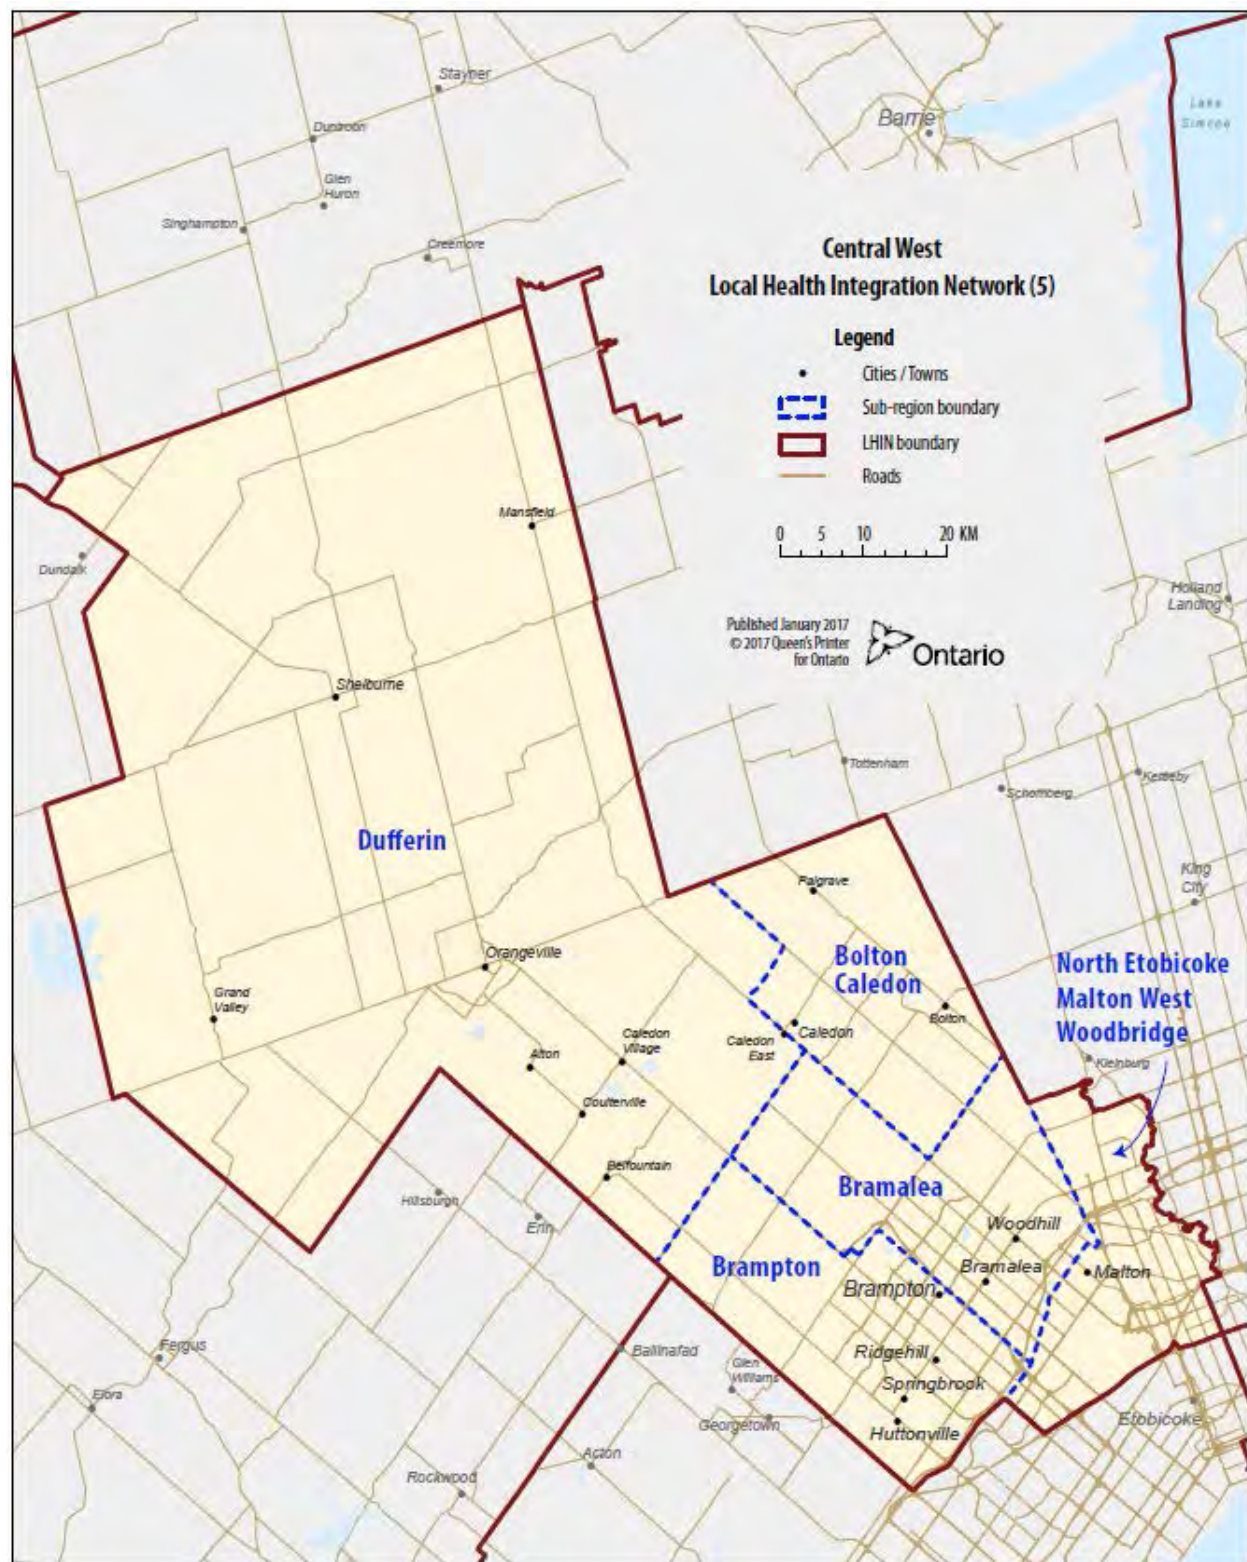 Stayner
Barrie
Lake
Simcoe
Duntroon
Glen
Huron
Singhampton
Creemore
Central West
Local Health Integration Network (5)
Legend
Cities / Towns
Sub-region boundary
LHIN boundary
Roads
0 5 10 20 KM
Published January 2017
© 2017 Queen's Printer
for Ontario
Ontario
Mansfield
Dundalk
Holland
Landing
Shelburne
Tottenham
Schomberg
Kettleby
Dufferin
Palgrave
King
City
Orangeville
Bolton
Caledon
North Etobicoke
Malton West
Woodbridge
Grand
Valley
Bolton
Caledon
Caledon
East
Caledon
Village
Alton
Kleinburg
Coulterville
Belfountain
Bramalea
Hillsburgh
Erin
Woodhill
Brampton
Bramalea
Malton
Brampton
Fergus
Ballinafad
Ridgehill
Glen
Williams
Springbrook
Elora
Georgetown
Etobicoke
Huttonville
Acton
Rockwood